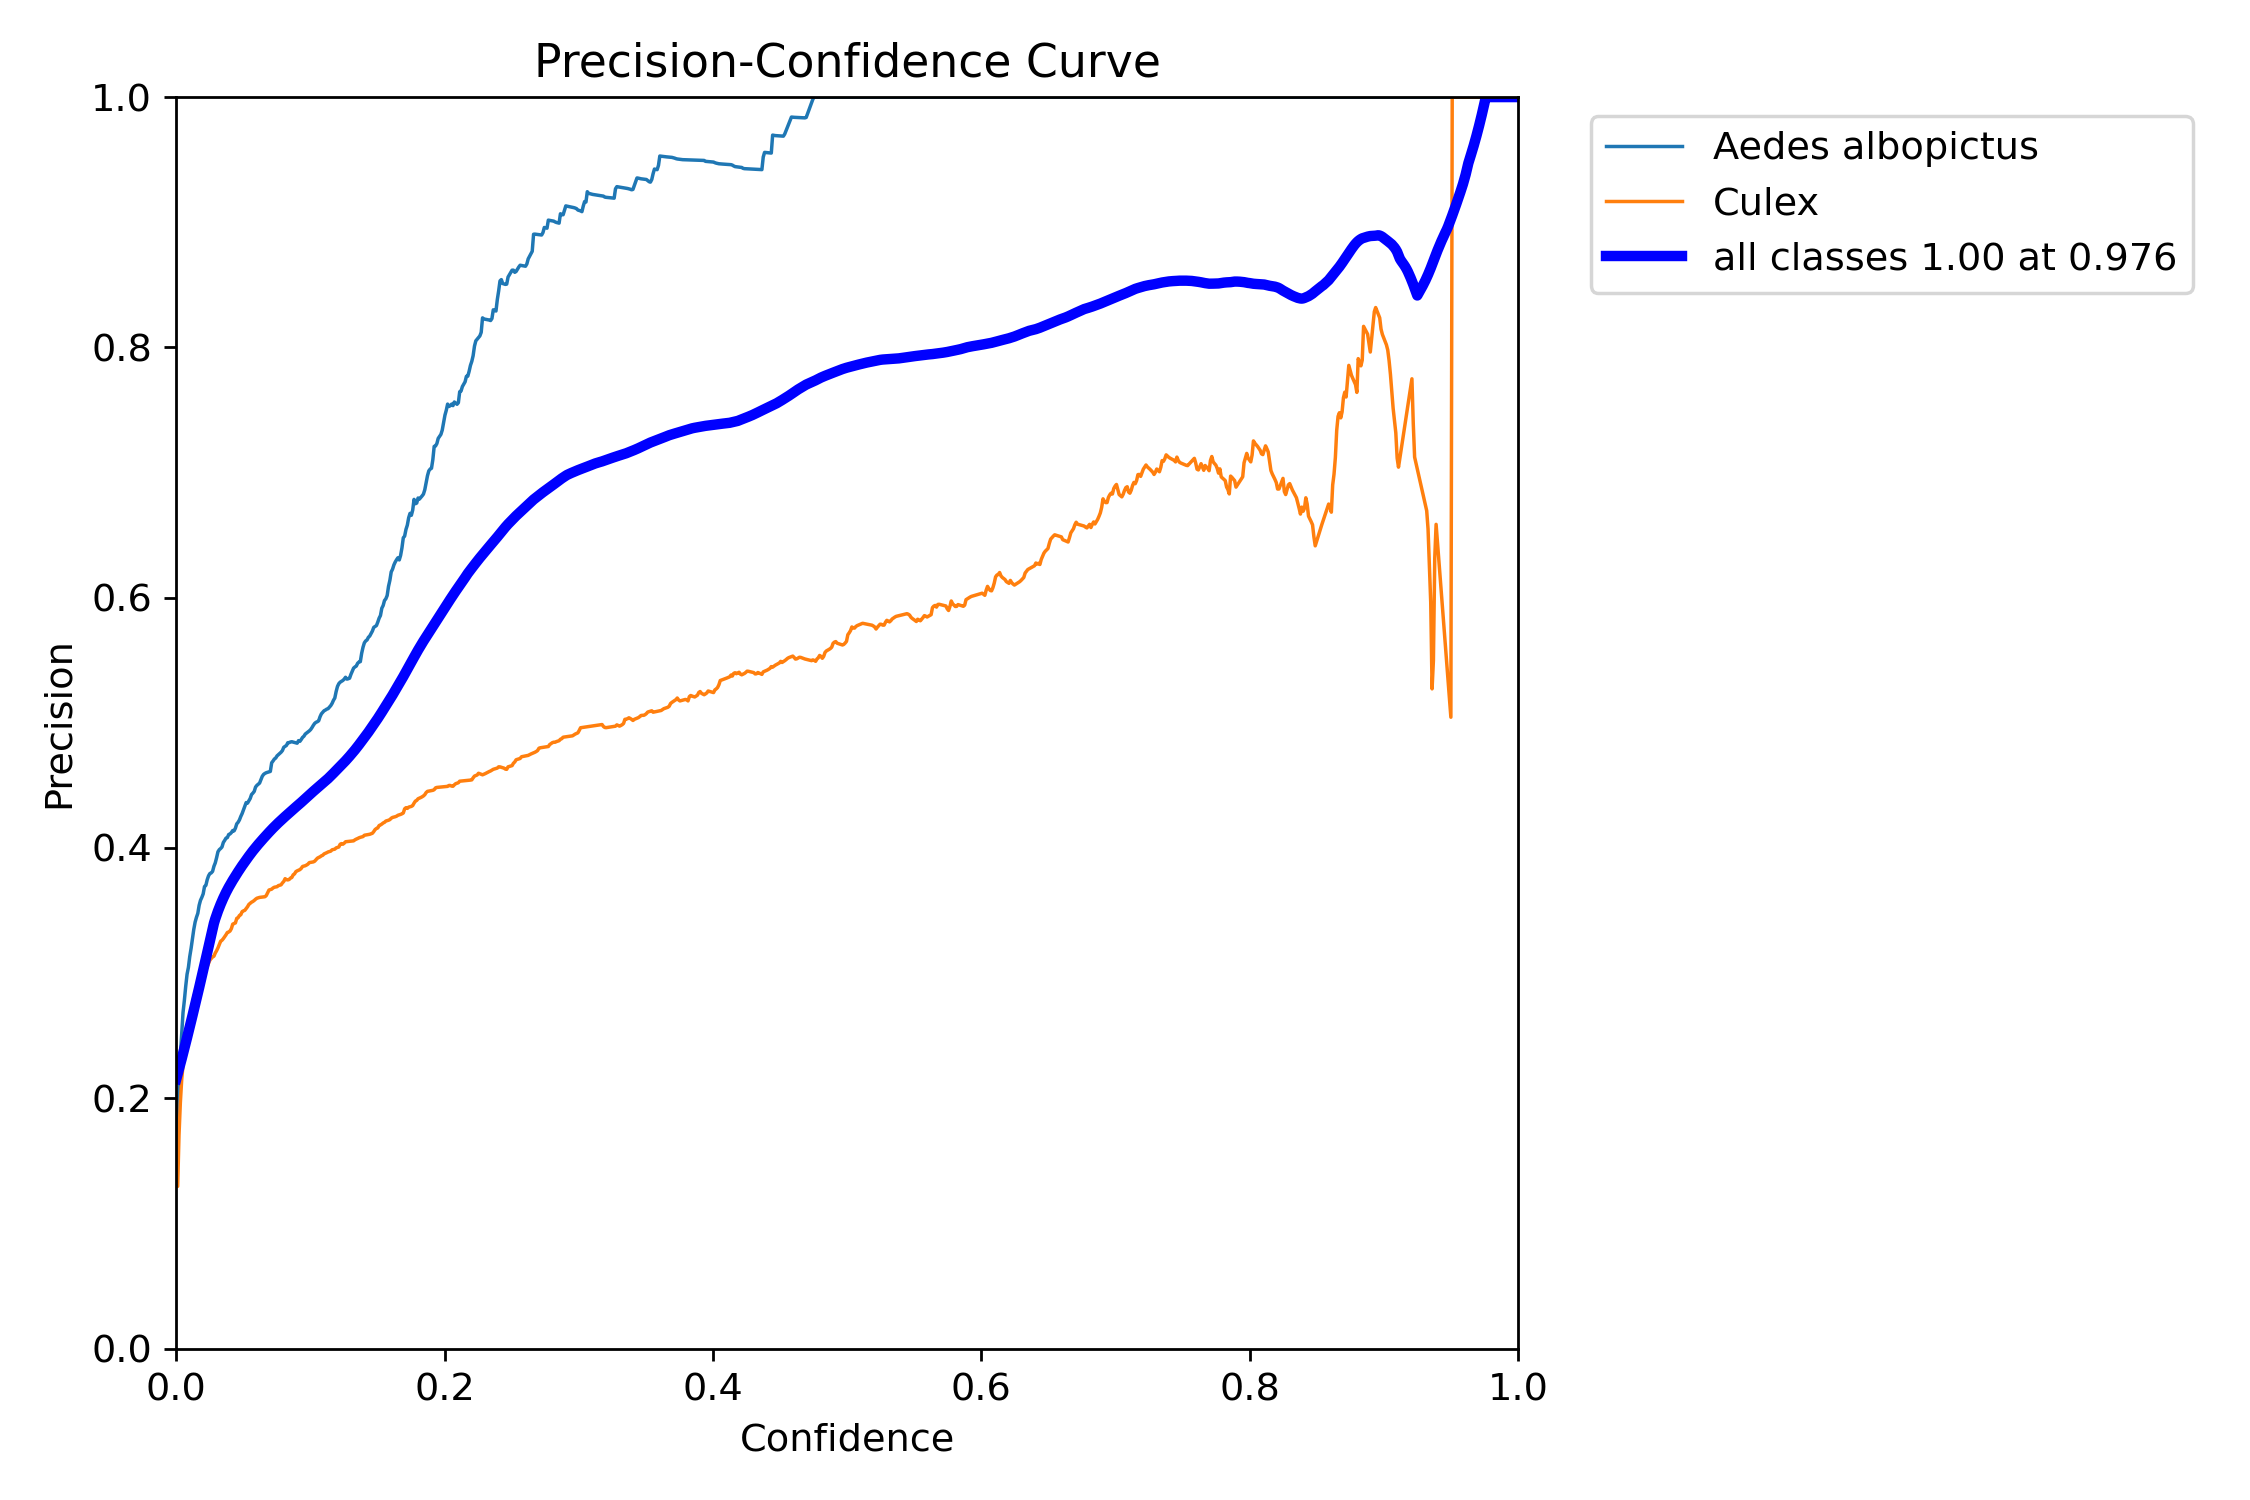 Precision-Confidence Curve
1.0
0.8
0.6
0.4
0.2
0.0
Precision
0.0 0.2 0.4 0.6 0.8 1.0
Confidence
Aedes albopictus
Culex
all classes 1.00 at 0.976